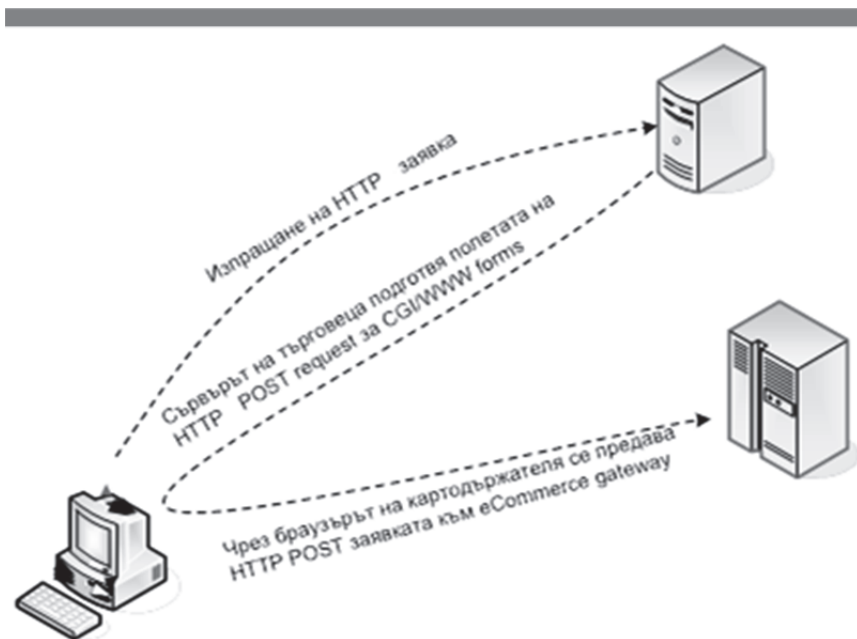 Изпращане на HTTP заявка
Сървърът на търговеца подготвя полетата на
HTTP POST request за CGI/WWW forms
Чрез браузърът на картодържателя се предава
HTTP POST заявката към eCommerce gateway